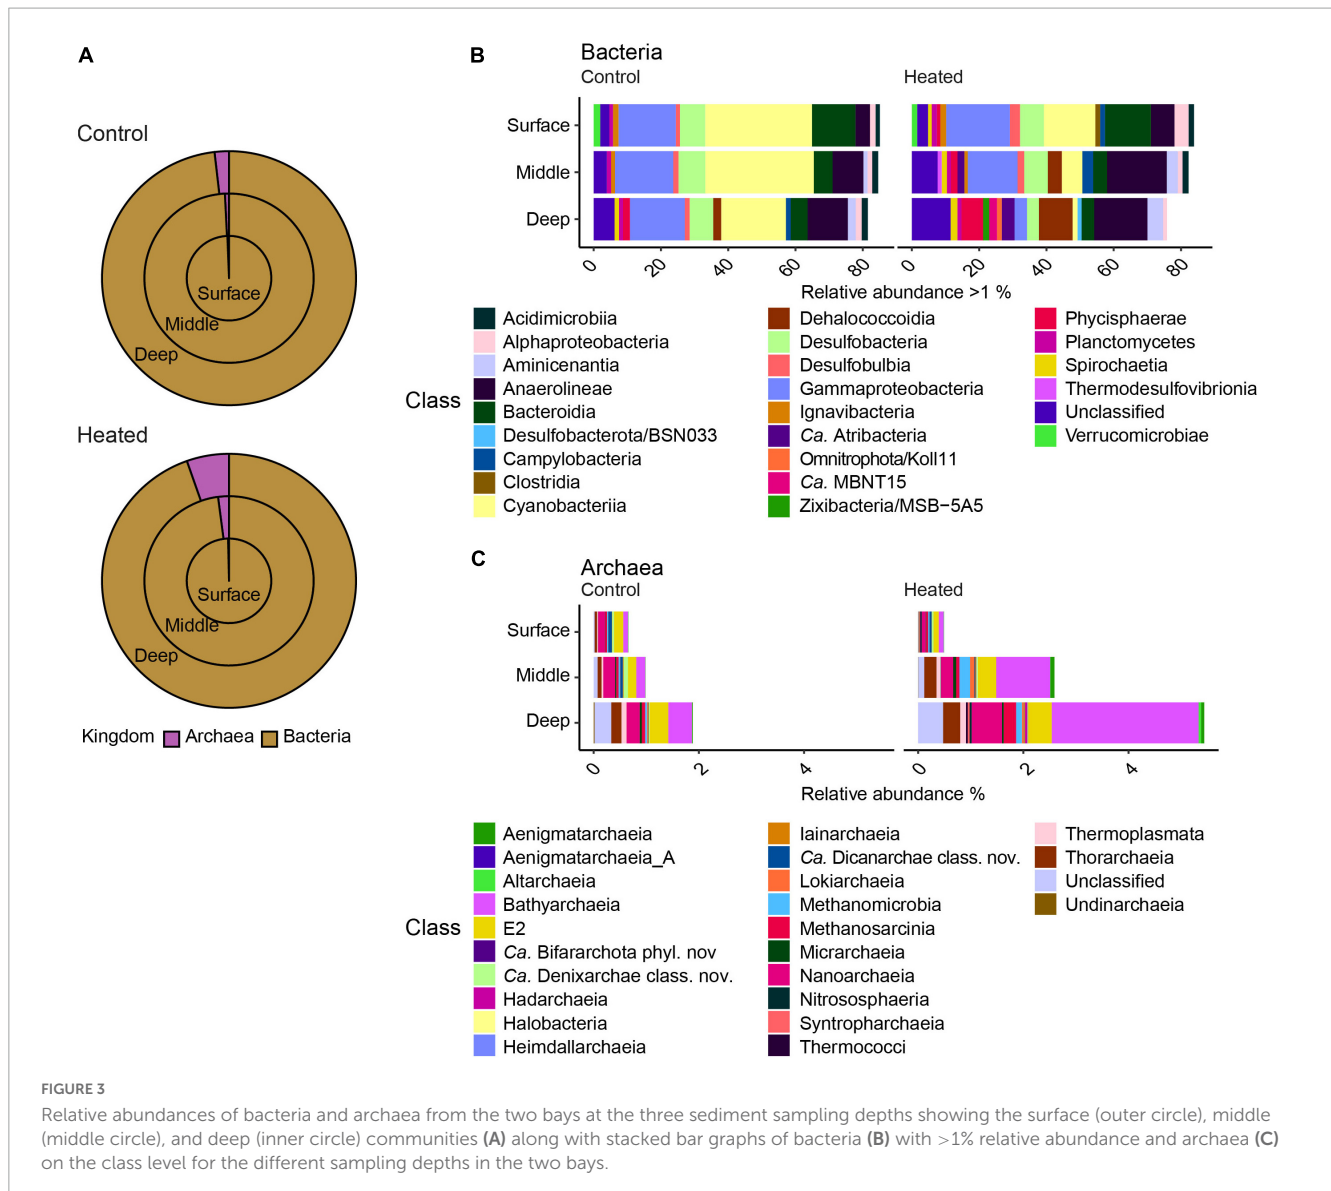 A
Control
Surface
Middle
Deep
Heated
Surface
Middle
Deep
Kingdom Archaea Bacteria
B
Bacteria
Control Heated
Surface
Middle
Deep
0 20 40 60 80 0 20 40 60 80
Relative abundance >1 %
Class
Acidimicrobiia
Alphaproteobacteria
Aminicenantia
Anaerolineae
Bacteroidia
Desulfobacterota/BSN033
Campylobacteria
Clostridia
Cyanobacteriia
Dehalococcoidia
Desulfobacteria
Desulfobulbia
Gammaproteobacteria
Ignavibacteria
Ca. Atribacteria
Omnitrophota/Koll11
Ca. MBNT15
Zixibacteria/MSB−5A5
Phycisphaerae
Planctomycetes
Spirochaetia
Thermodesulfovibrionia
Unclassified
Verrucomicrobiae
C
Archaea
Control Heated
Surface
Middle
Deep
0 2 4 0 2 4
Relative abundance %
Class
Aenigmatarchaeia
Aenigmatarchaeia_A
Altarchaeia
Bathyarchaeia
E2
Ca. Bifararchota phyl. nov
Ca. Denixarchae class. nov.
Hadarchaeia
Halobacteria
Heimdallarchaeia
Iainarchaeia
Ca. Dicanarchae class. nov.
Lokiarchaeia
Methanomicrobia
Methanosarcinia
Micrarchaeia
Nanoarchaeia
Nitrososphaeria
Syntropharchaeia
Thermococci
Thermoplasmata
Thorarchaeia
Unclassified
Undinarchaeia
FIGURE 3
Relative abundances of bacteria and archaea from the two bays at the three sediment sampling depths showing the surface (outer circle), middle
(middle circle), and deep (inner circle) communities (A) along with stacked bar graphs of bacteria (B) with >1% relative abundance and archaea (C)
on the class level for the different sampling depths in the two bays.